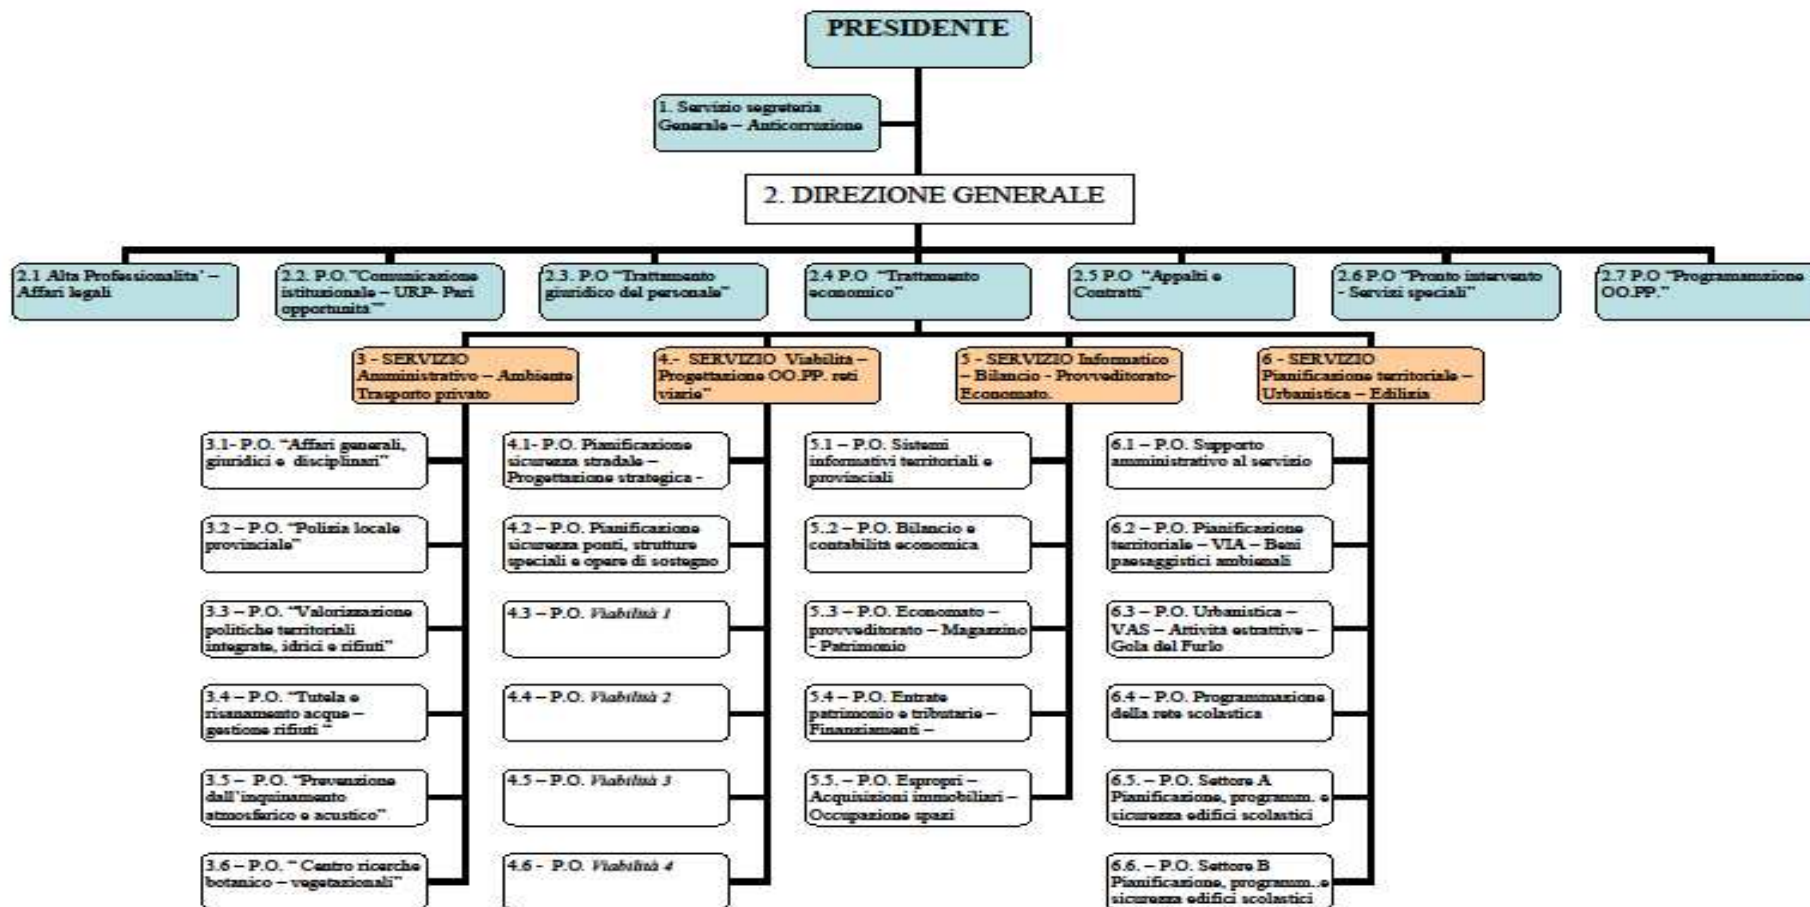 PRESIDENTE
1. Servizio segreteria
Generale – Anticorruzione
2. DIREZIONE GENERALE
2.1 Alta Professionalita' –
Affari legali
2.2. P.O."Comunicazione
istituzionale – URP- Pari
opportunità""
2.3. P.O "Trattamento
giuridico del personale"
2.4 P.O "Trattamento
economico"
2.5 P.O "Appalti e
Contratti"
2.6 P.O "Pronto intervento
- Servizi speciali"
2.7 P.O "Programamzione
OO.PP."
3 - SERVIZIO
Amministrativo – Ambiente
Trasporto privato
4.- SERVIZIO Viabilità –
Progettazione OO.PP. reti
viarie"
5 - SERVIZIO Informatico
– Bilancio - Provveditorato-
Economato.
6 - SERVIZIO
Pianificazione territoriale –
Urbanistica – Edilizia
3.1- P.O. "Affari generali,
giuridici e disciplinari"
3.2 – P.O. "Polizia locale
provinciale"
3.3 – P.O. "Valorizzazione
politiche territoriali
integrate, idrici e rifiuti"
3.4 – P.O. "Tutela e
risanamento acque –
gestione rifiuti "
3.5 – P.O. "Prevenzione
dall'inquinamento
atmosferico e acustico"
3.6 – P.O. " Centro ricerche
botanico – vegetazionali"
4.1- P.O. Pianificazione
sicurezza stradale –
Progettazione strategica -
4.2 – P.O. Pianificazione
sicurezza ponti, strutture
speciali e opere di sostegno
4.3 – P.O. Viabilità 1
4.4 – P.O. Viabilità 2
4.5 – P.O. Viabilità 3
4.6 - P.O. Viabilità 4
5.1 – P.O. Sistemi
informativi territoriali e
provinciali
5..2 – P.O. Bilancio e
contabilità economica
5..3 – P.O. Economato –
provveditorato – Magazzino
- Patrimonio
5.4 – P.O. Entrate
patrimonio e tributarie –
Finanziamenti –
5.5. – P.O. Espropri –
Acquisizioni immobiliari –
Occupazione spazi
6.1 – P.O. Supporto
amministrativo al servizio
6.2 – P.O. Pianificazione
territoriale – VIA – Beni
paesaggistici ambienali
6.3 – P.O. Urbanistica –
VAS – Attività estrattive –
Gola del Furlo
6.4 – P.O. Programmazione
della rete scolastica
6.5. – P.O. Settore A
Pianificazione, programm. e
sicurezza edifici scolastici
6.6. – P.O. Settore B
Pianificazione, programm..e
sicurezza edifici scolastici